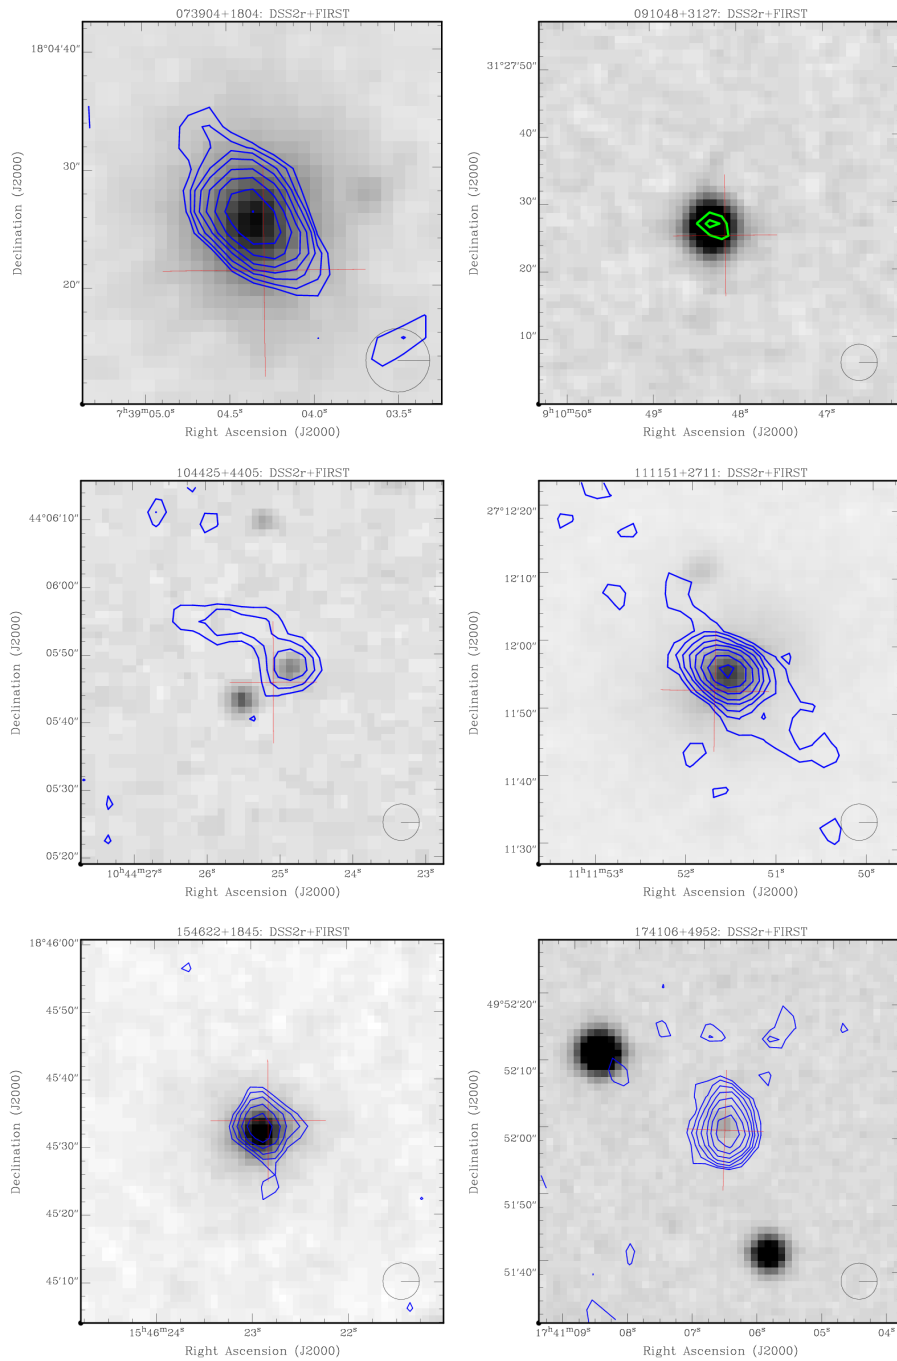 073904+1804: DSS2r+FIRST
Declination (J2000)
18°04'40"
30"
20"
7ʰ39ᵐ05.0ˢ
04.5ˢ
04.0ˢ
03.5ˢ
Right Ascension (J2000)
091048+3127: DSS2r+FIRST
Declination (J2000)
31°27'50"
40"
30"
20"
10"
9ʰ10ᵐ50ˢ
49ˢ
48ˢ
47ˢ
Right Ascension (J2000)
104425+4405: DSS2r+FIRST
Declination (J2000)
44°06'10"
06'00"
05'50"
05'40"
05'30"
05'20"
10ʰ44ᵐ27ˢ
26ˢ
25ˢ
24ˢ
23ˢ
Right Ascension (J2000)
111151+2711: DSS2r+FIRST
Declination (J2000)
27°12'20"
12'10"
12'00"
11'50"
11'40"
11'30"
11ʰ11ᵐ53ˢ
52ˢ
51ˢ
50ˢ
Right Ascension (J2000)
154622+1845: DSS2r+FIRST
Declination (J2000)
18°46'00"
45'50"
45'40"
45'30"
45'20"
45'10"
15ʰ46ᵐ24ˢ
23ˢ
22ˢ
Right Ascension (J2000)
174106+4952: DSS2r+FIRST
Declination (J2000)
49°52'20"
52'10"
52'00"
51'50"
51'40"
17ʰ41ᵐ09ˢ
08ˢ
07ˢ
06ˢ
05ˢ
04ˢ
Right Ascension (J2000)